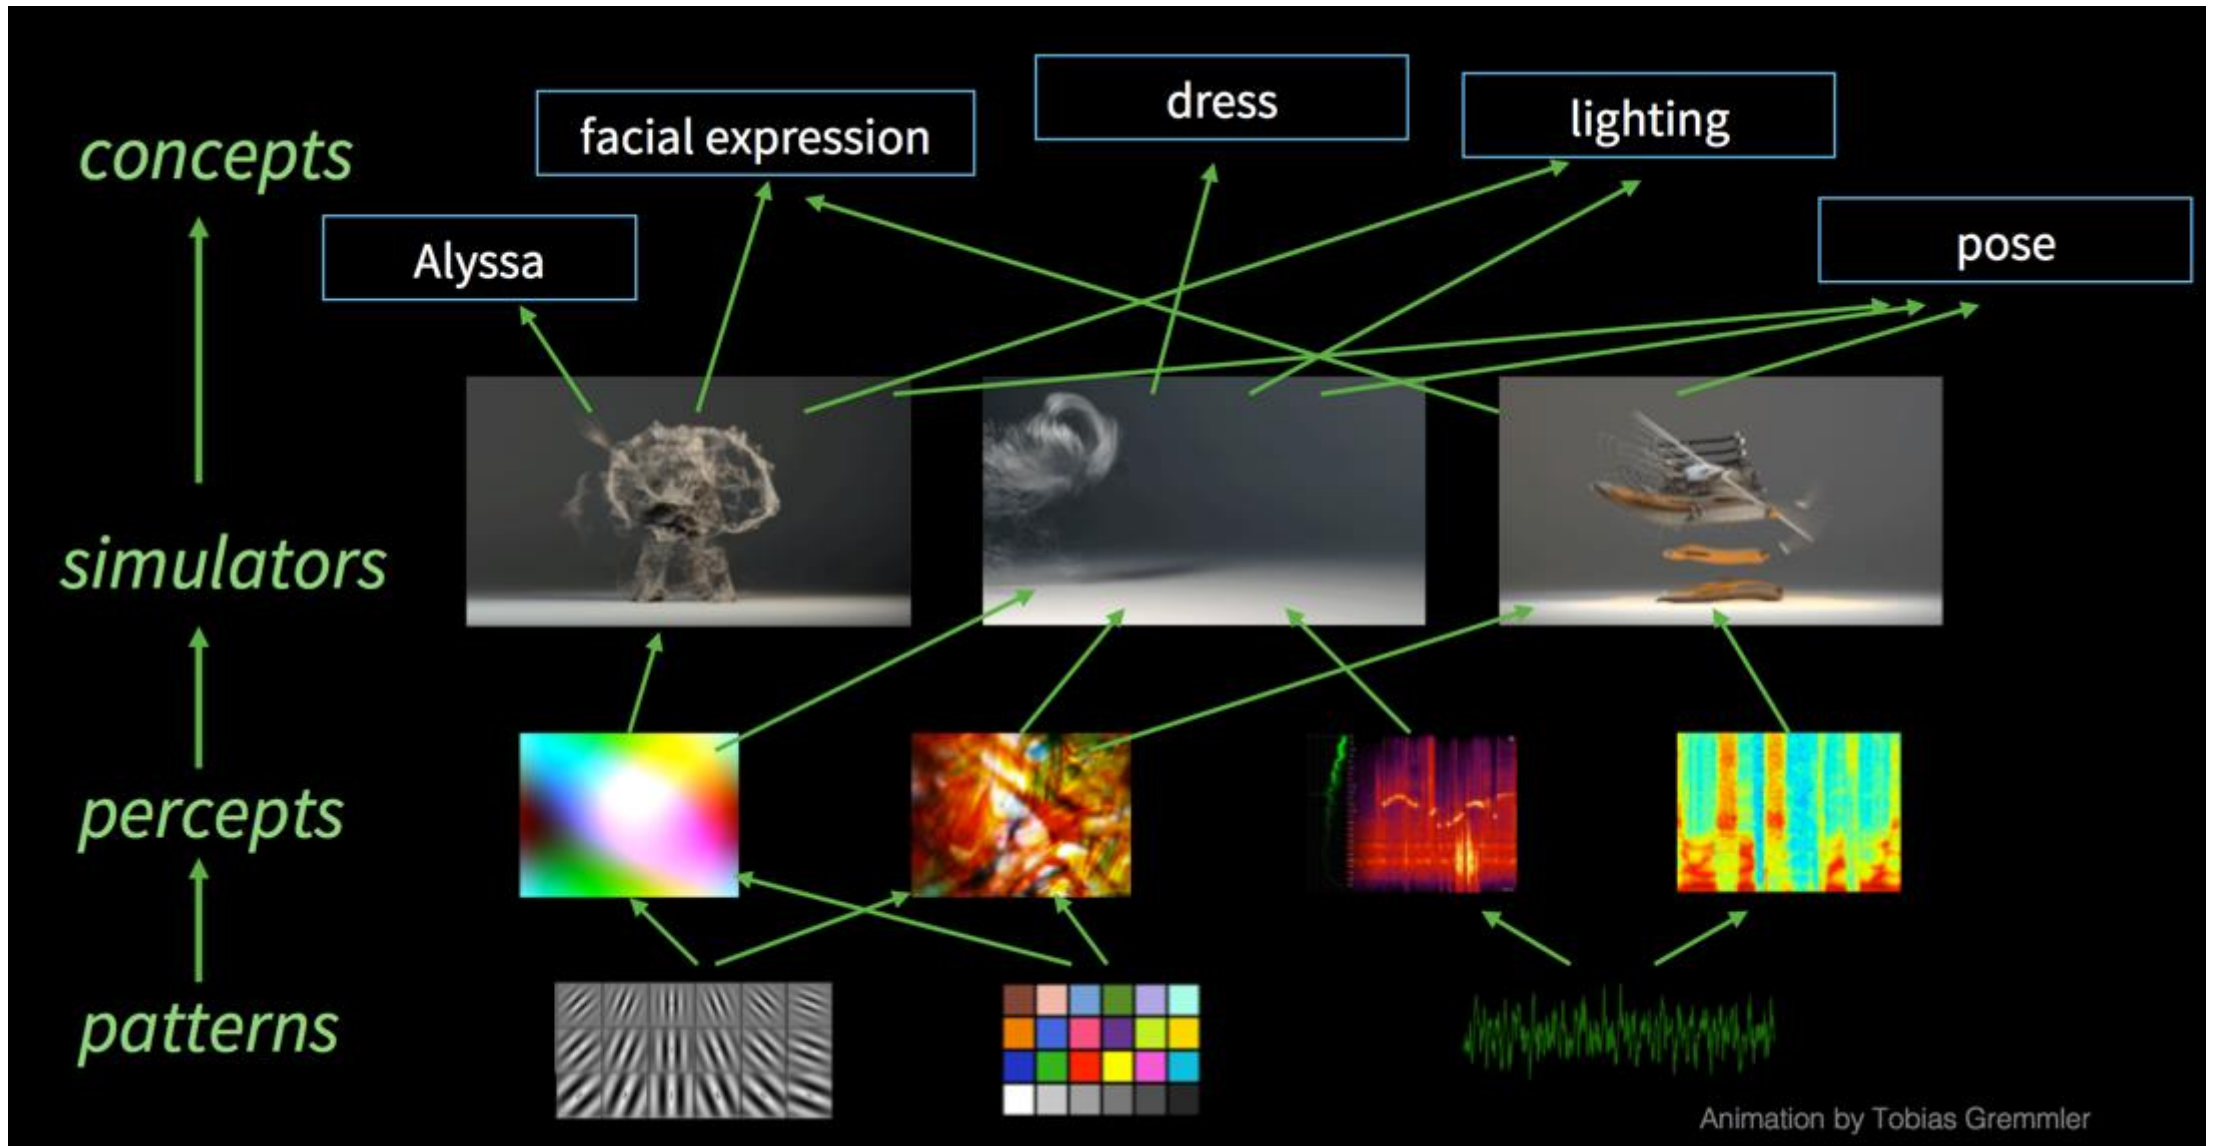 concepts
Alyssa
facial expression
dress
lighting
pose
simulators
percepts
patterns
Animation by Tobias Gremmler